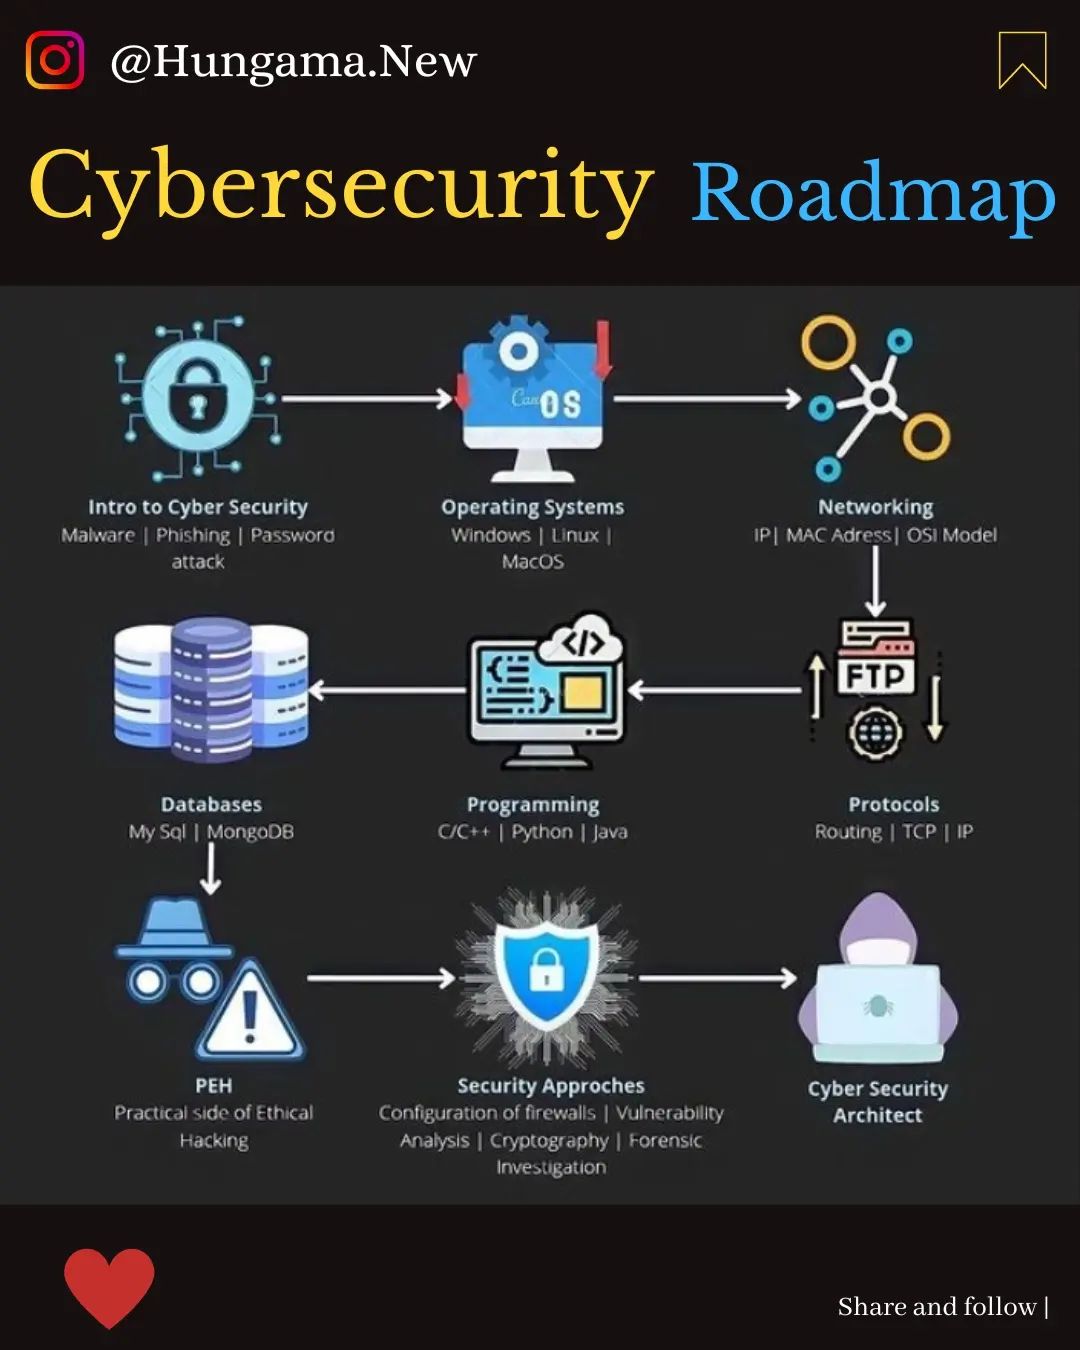 @Hungama.New
Cybersecurity Roadmap
OS
Intro to Cyber Security
Malware | Phishing | Password
attack
Operating Systems
Windows | Linux |
MacOS
Networking
IP| MAC Adress| OSI Model
</>
FTP
Databases
My Sql | MongoDB
Programming
C/C++ | Python | Java
Protocols
Routing | TCP | IP
PEH
Practical side of Ethical
Hacking
Security Approches
Configuration of firewalls | Vulnerability
Analysis | Cryptography | Forensic
Investigation
Cyber Security
Architect
Share and follow |